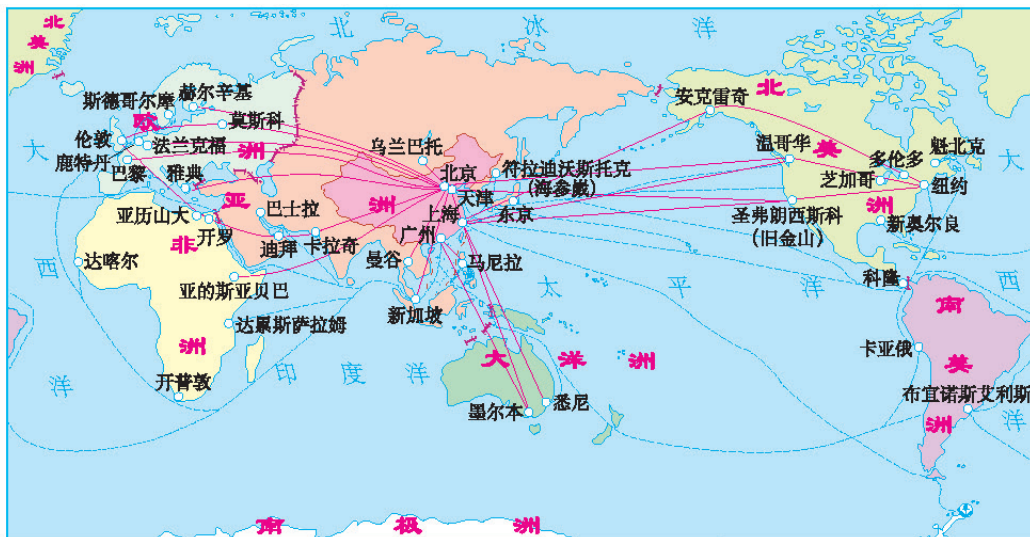 北美洲
北冰洋
斯德哥尔摩
赫尔辛基
欧洲
莫斯科
伦敦
法兰克福
鹿特丹
巴黎
雅典
大西洋
乌兰巴托
北京
天津
符拉迪沃斯托克
(海参崴)
上海
东京
广州
亚洲
亚历山大
开罗
巴士拉
迪拜
卡拉奇
曼谷
马尼拉
新加坡
非洲
达喀尔
亚的斯亚贝巴
达累斯萨拉姆
开普敦
印度洋
太平洋
大洋洲
墨尔本
悉尼
安克雷奇
北美洲
温哥华
多伦多
魁北克
芝加哥
纽约
圣弗朗西斯科
(旧金山)
新奥尔良
大西洋
科隆
南美洲
卡亚俄
布宜诺斯艾利斯
南极洲